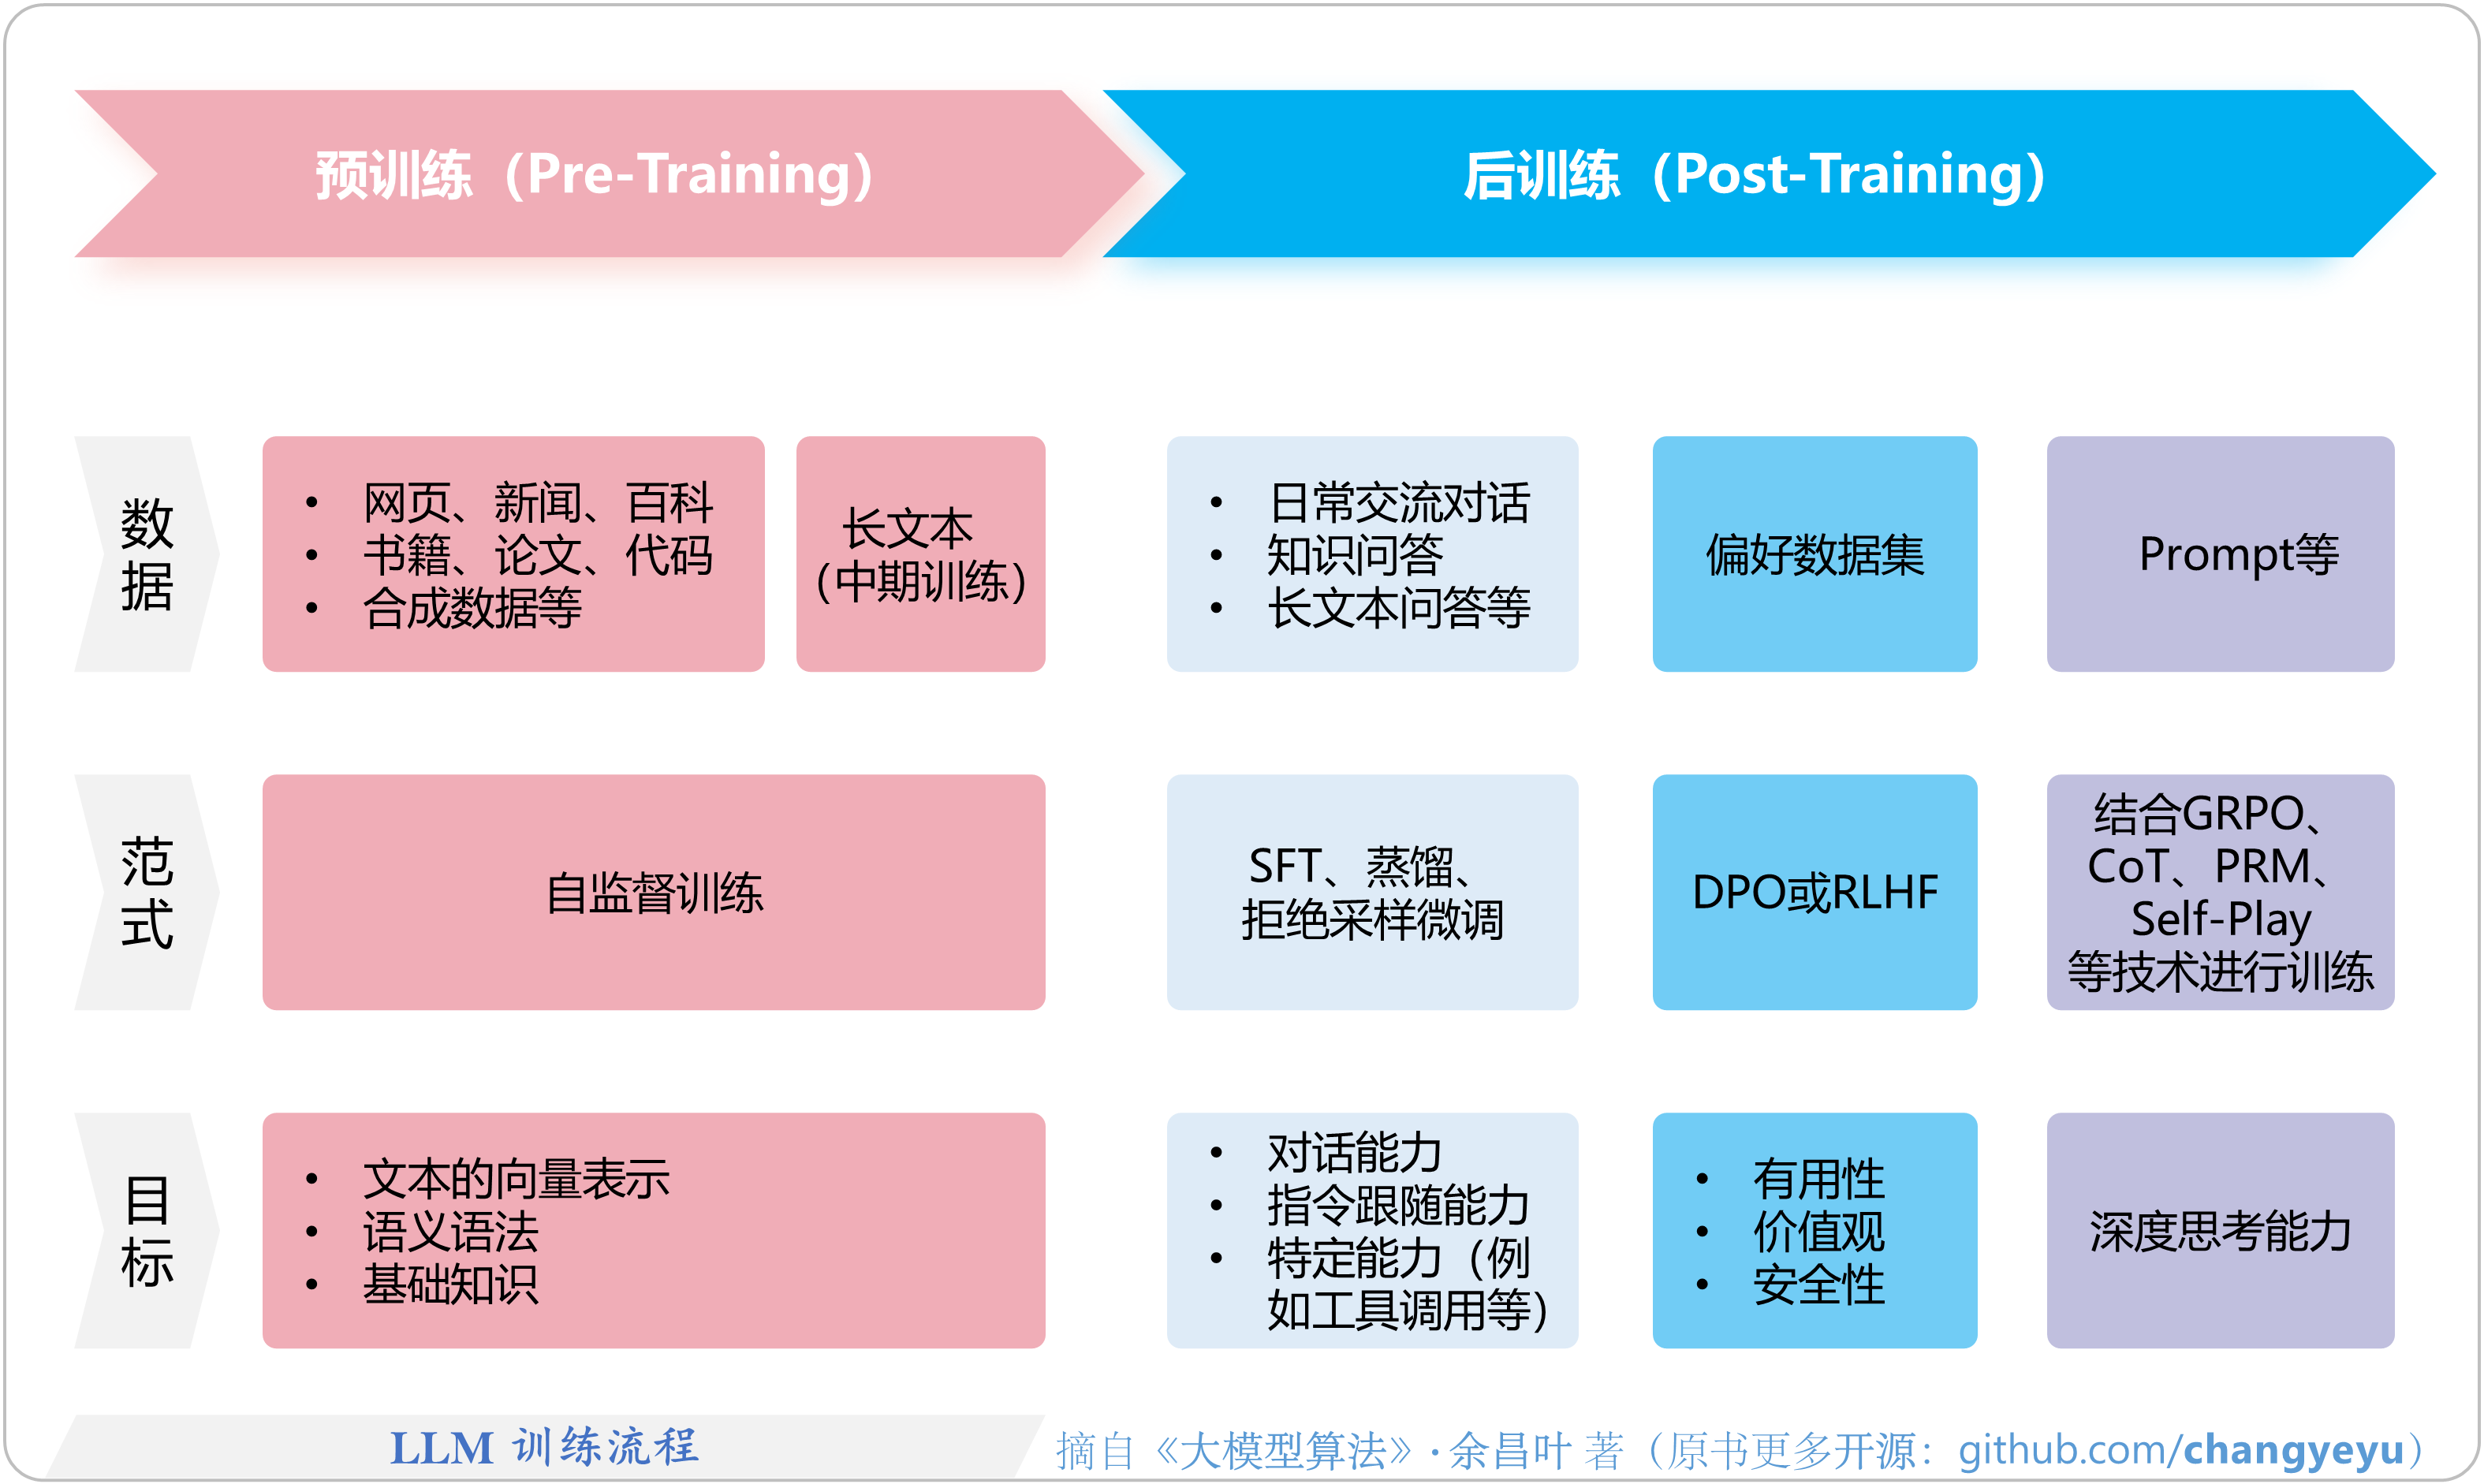 预训练（Pre-Training）
后训练（Post-Training）
数
据
• 网页、新闻、百科
• 书籍、论文、代码
• 合成数据等
长文本
（中期训练）
• 日常交流对话
• 知识问答
• 长文本问答等
偏好数据集
Prompt等
范
式
自监督训练
SFT、蒸馏、
拒绝采样微调
DPO或RLHF
结合GRPO、
CoT、PRM、
Self-Play
等技术进行训练
目
标
• 文本的向量表示
• 语义语法
• 基础知识
• 对话能力
• 指令跟随能力
• 特定能力（例
如工具调用等）
• 有用性
• 价值观
• 安全性
深度思考能力
LLM 训练流程
摘自《大模型算法》· 余昌叶 著（原书更多开源：github.com/changyeyu）